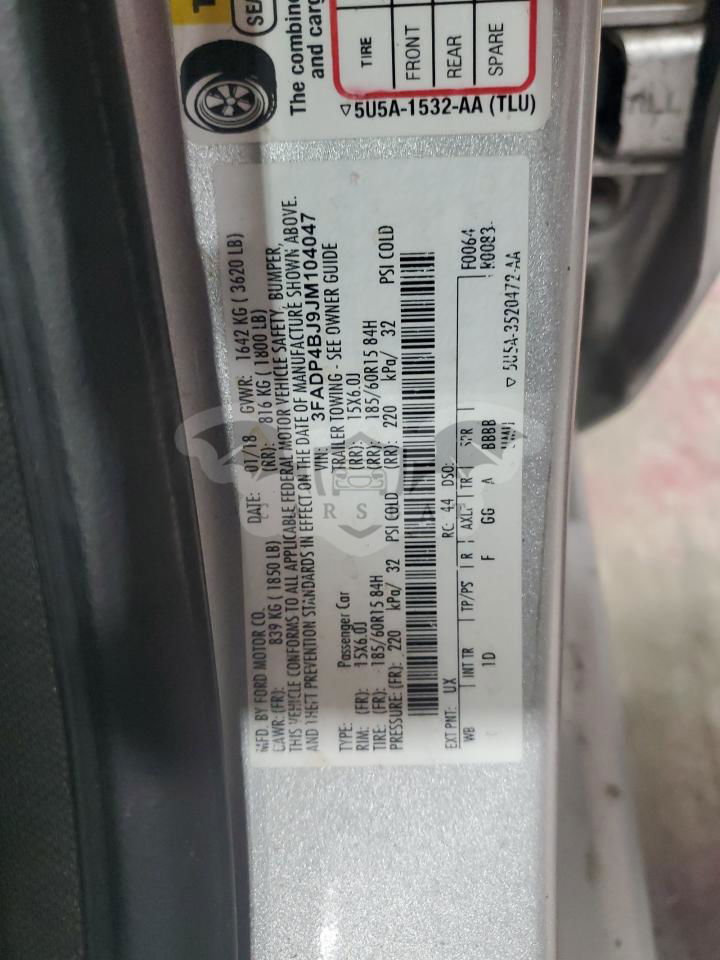 SEA
The combine
and carg
TIRE
FRONT
REAR
SPARE
▽5U5A-1532-AA (TLU)
MFD. BY FORD MOTOR CO. DATE: 01/18 GVWR: 1642 KG ( 3620 LB)
GAWR: (FR): 839 KG ( 1850 LB) (RR): 816 KG ( 1800 LB)
THIS VEHICLE CONFORMS TO ALL APPLICABLE FEDERAL MOTOR VEHICLE SAFETY, BUMPER,
AND THEFT PREVENTION STANDARDS IN EFFECT ON THE DATE OF MANUFACTURE SHOWN ABOVE.
VIN: 3FADP4BJ9JM104047
TYPE: Passenger Car TRAILER TOWING - SEE OWNER GUIDE
RIM: (FR): 15X6.0J (RR): 15X6.0J
TIRE: (FR): 185/60R15 84H (RR): 185/60R15 84H
PRESSURE: (FR): 220 kPa/ 32 PSI COLD (RR): 220 kPa/ 32 PSI COLD
EXT PNT: UX RC: 44 DSO: F0064
WB INT TR TP/PS R AXLE TR SPR R0083
1D F GG A BBBB
▽ 5U5A-3520472-AA
R S A